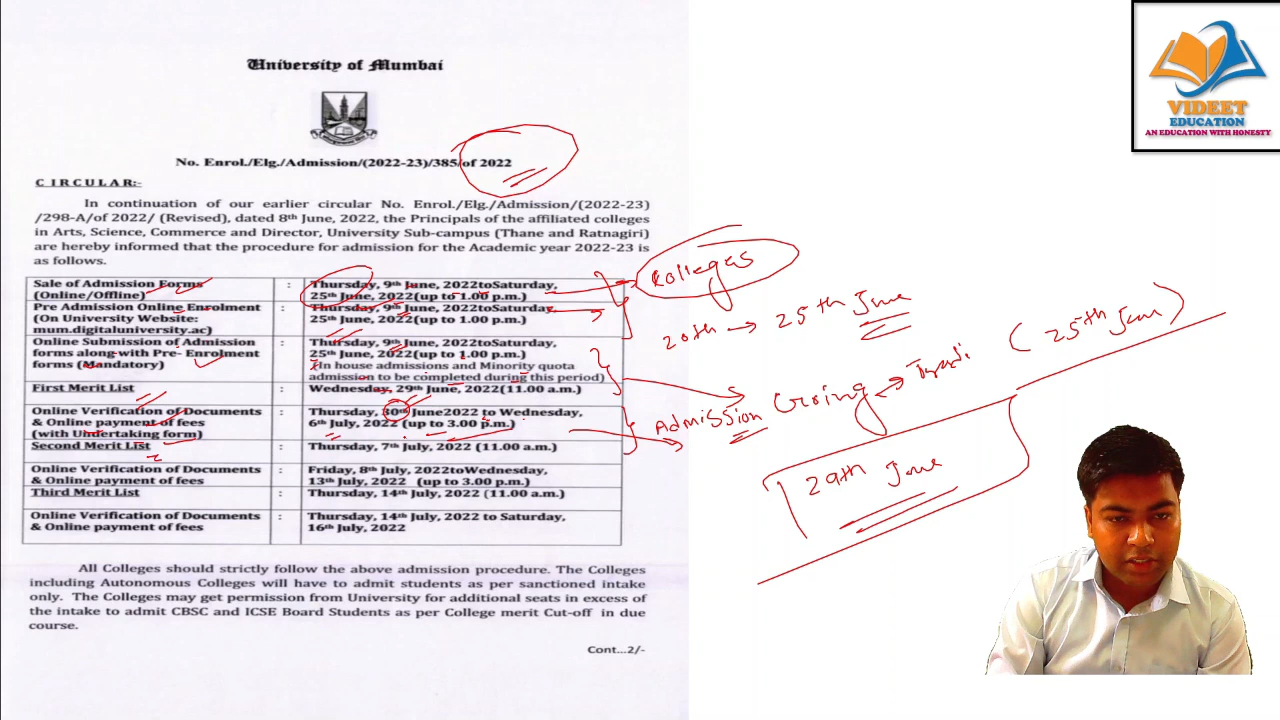 University of Mumbai
No. Enrol./Elg./Admission/(2022-23)/385/of 2022
CIRCULAR:-
In continuation of our earlier circular No. Enrol./Elg./Admission/(2022-23)
/298-A/of 2022/ (Revised), dated 8th June, 2022, the Principals of the affiliated colleges
in Arts, Science, Commerce and Director, University Sub-campus (Thane and Ratnagiri)
are hereby informed that the procedure for admission for the Academic year 2022-23 is
as follows.
Sale of Admission Forms : Thursday, 9th June, 2022toSaturday,
(Online/Offline) 25th June, 2022(up to 1.00 p.m.)
Pre Admission Online Enrolment : Thursday, 9th June, 2022toSaturday,
(On University Website: 25th June, 2022(up to 1.00 p.m.)
mum.digitaluniversity.ac)
Online Submission of Admission : Thursday, 9th June, 2022toSaturday,
forms along-with Pre- Enrolment 25th June, 2022(up to 1.00 p.m.)
forms (Mandatory) (In house admissions and Minority quota
admission to be completed during this period)
First Merit List : Wednesday, 29th June, 2022(11.00 a.m.)
Online Verification of Documents : Thursday, 30th June2022 to Wednesday,
& Online payment of fees 6th July, 2022 (up to 3.00 p.m.)
(with Undertaking form)
Second Merit List : Thursday, 7th July, 2022 (11.00 a.m.)
Online Verification of Documents : Friday, 8th July, 2022toWednesday,
& Online payment of fees 13th July, 2022 (up to 3.00 p.m.)
Third Merit List : Thursday, 14th July, 2022 (11.00 a.m.)
Online Verification of Documents : Thursday, 14th July, 2022 to Saturday,
& Online payment of fees 16th July, 2022
All Colleges should strictly follow the above admission procedure. The Colleges
including Autonomous Colleges will have to admit students as per sanctioned intake
only. The Colleges may get permission from University for additional seats in excess of
the intake to admit CBSC and ICSE Board Students as per College merit Cut-off in due
course.
Cont...2/-
Colleges
20th → 25th June
Admission Going
(25th June)
29th June
VIDEET
EDUCATION
AN EDUCATION WITH HONESTY